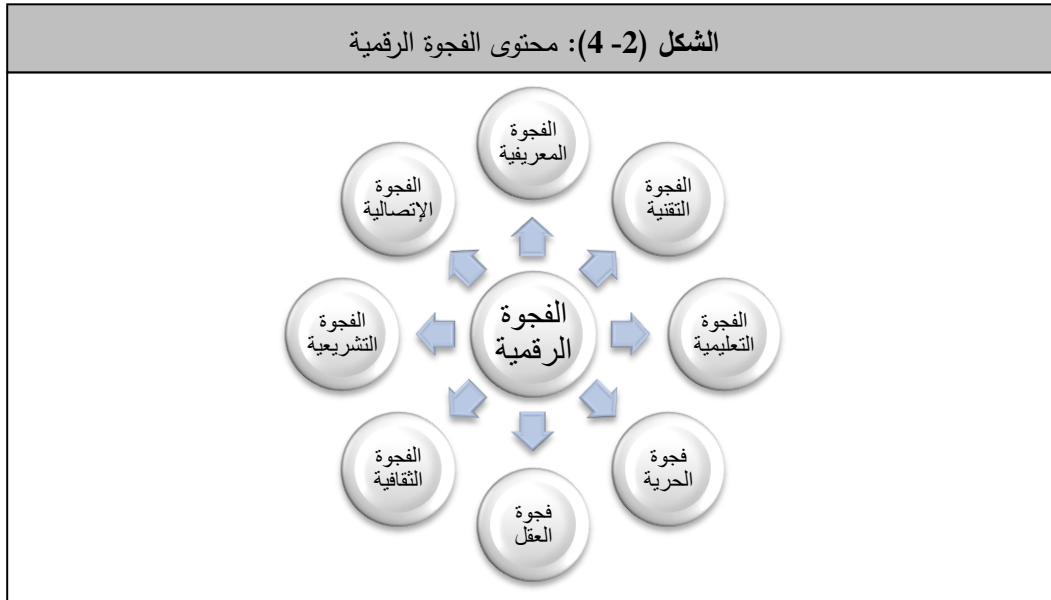 الشكل (2- 4): محتوى الفجوة الرقمية
الفجوة
المعريفية
الفجوة
التقنية
الفجوة
التعليمية
فجوة
الحرية
فجوة
العقل
الفجوة
الثقافية
الفجوة
التشريعية
الفجوة
الإتصالية
الفجوة
الرقمية